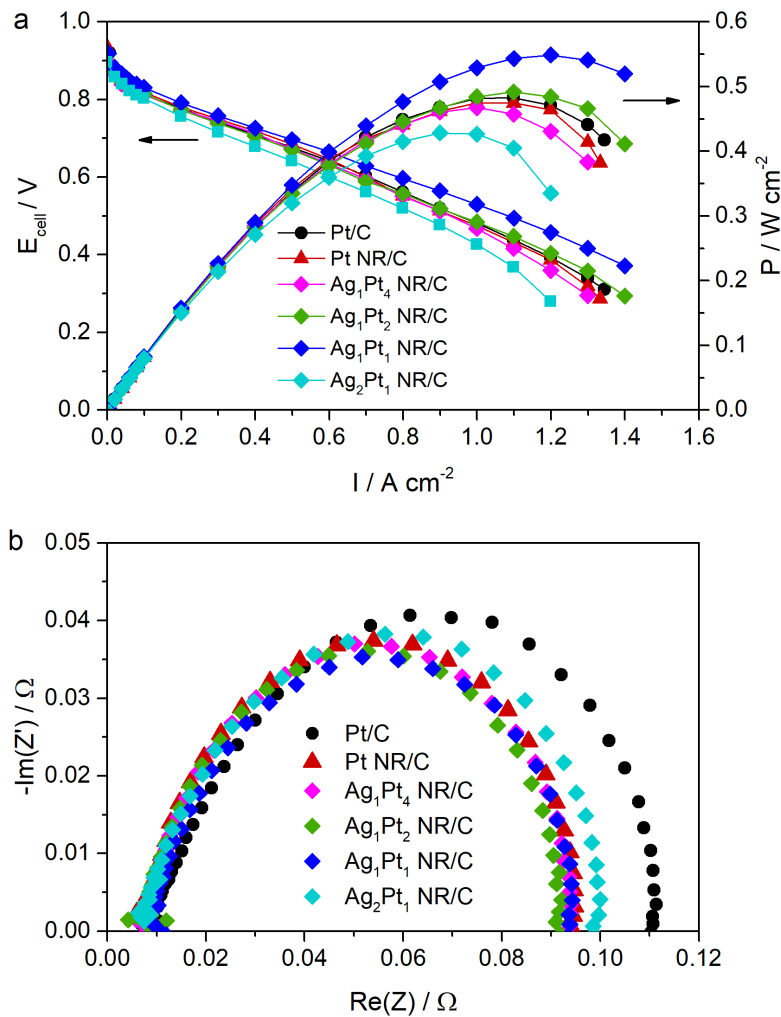 a
1.0
0.8
0.6
0.4
0.2
0.0
E_cell / V
0.6
0.5
0.4
0.3
0.2
0.1
0.0
P / W cm⁻²
Pt/C
Pt NR/C
Ag₁Pt₄ NR/C
Ag₁Pt₂ NR/C
Ag₁Pt₁ NR/C
Ag₂Pt₁ NR/C
0.0 0.2 0.4 0.6 0.8 1.0 1.2 1.4 1.6
I / A cm⁻²
b
0.05
0.04
0.03
0.02
0.01
0.00
-Im(Z') / Ω
Pt/C
Pt NR/C
Ag₁Pt₄ NR/C
Ag₁Pt₂ NR/C
Ag₁Pt₁ NR/C
Ag₂Pt₁ NR/C
0.00 0.02 0.04 0.06 0.08 0.10 0.12
Re(Z) / Ω